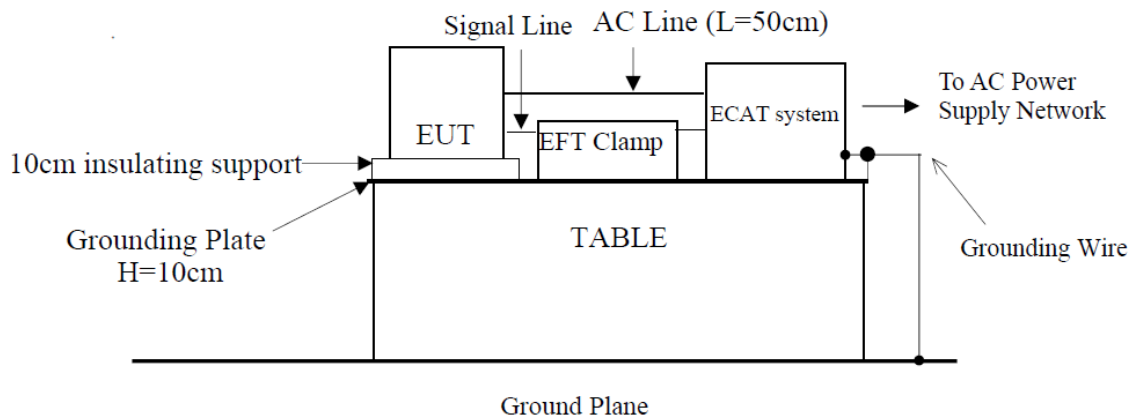 Signal Line
AC Line (L=50cm)
To AC Power
Supply Network
ECAT system
EUT
EFT Clamp
10cm insulating support
Grounding Plate
H=10cm
TABLE
Grounding Wire
Ground Plane